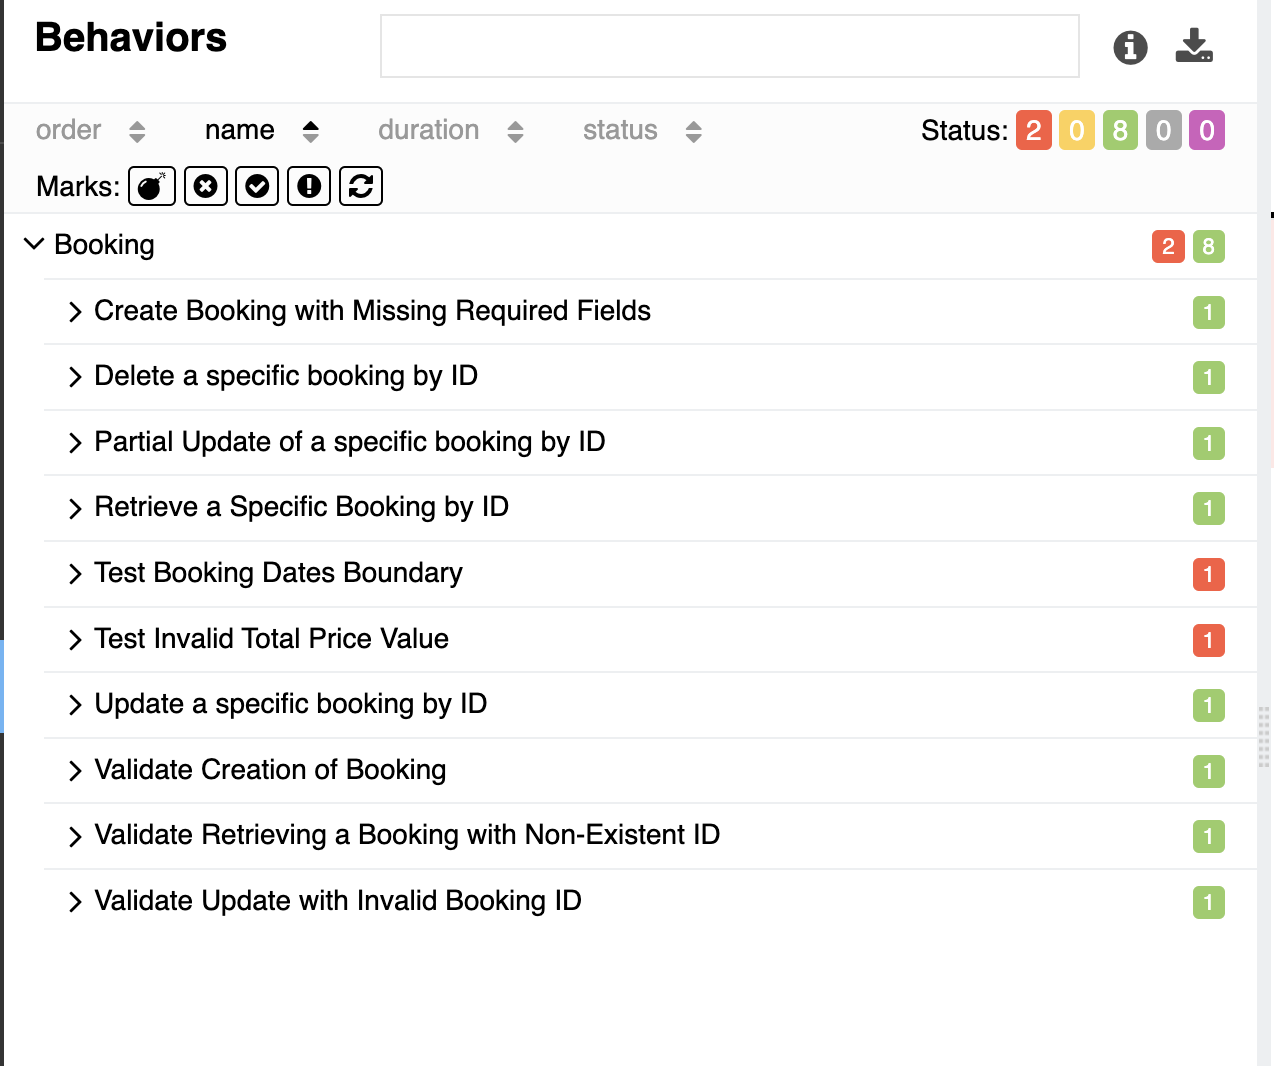 Behaviors
order name duration status Status: 2 0 8 0 0
Marks:
Booking 2 8
Create Booking with Missing Required Fields 1
Delete a specific booking by ID 1
Partial Update of a specific booking by ID 1
Retrieve a Specific Booking by ID 1
Test Booking Dates Boundary 1
Test Invalid Total Price Value 1
Update a specific booking by ID 1
Validate Creation of Booking 1
Validate Retrieving a Booking with Non-Existent ID 1
Validate Update with Invalid Booking ID 1